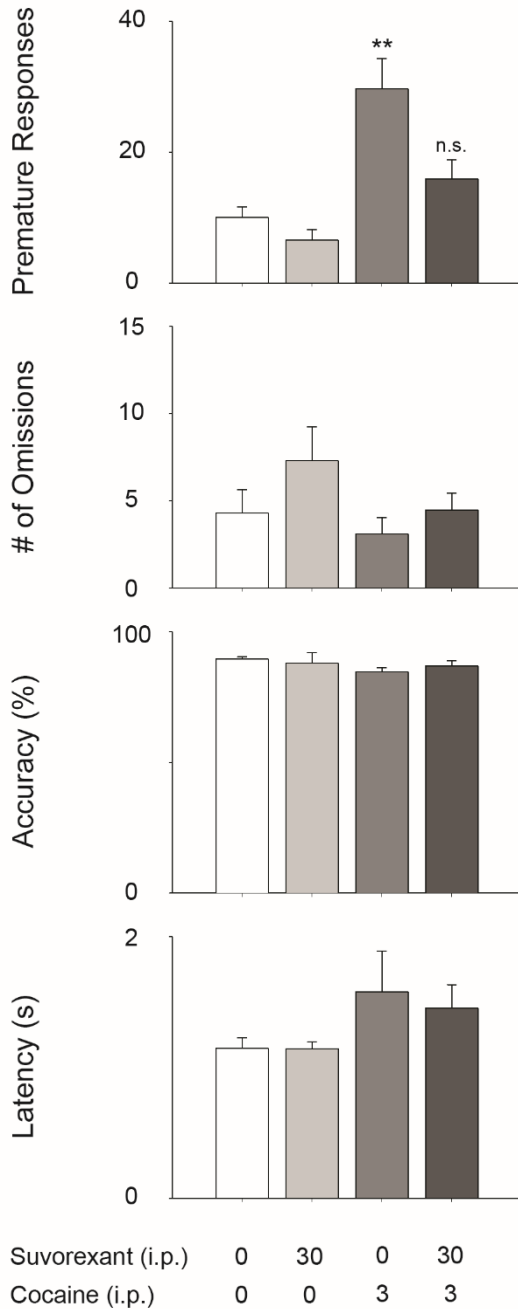 Premature Responses
40
20
0
**
n.s.
# of Omissions
15
10
5
0
Accuracy (%)
100
0
Latency (s)
2
0
Suvorexant (i.p.) 0 30 0 30
Cocaine (i.p.) 0 0 3 3